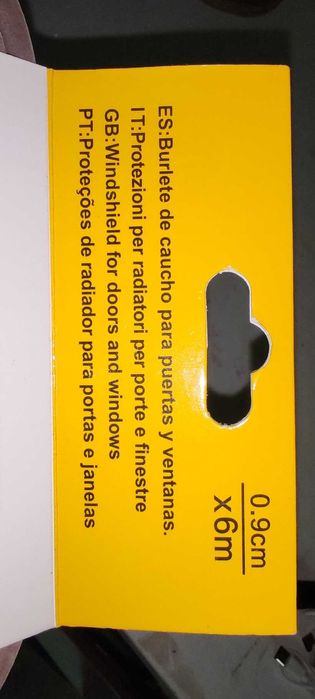 0.9cm
x6m
ES:Burlete de caucho para puertas y ventanas.
IT:Protezioni per radiatori per porte e finestre
GB:Windshield for doors and windows
PT:Proteções de radiador para portas e janelas